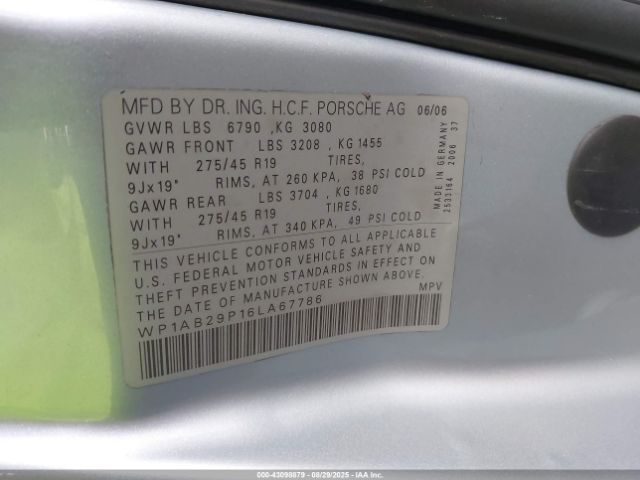 MFD BY DR. ING. H.C.F. PORSCHE AG 06/06
GVWR LBS 6790 ,KG 3080
GAWR FRONT LBS 3208 , KG 1455
WITH 275/45 R19 TIRES,
9Jx19" RIMS, AT 260 KPA, 38 PSI COLD
GAWR REAR LBS 3704 , KG 1680
WITH 275/45 R19 TIRES,
9Jx19" RIMS, AT 340 KPA, 49 PSI COLD
THIS VEHICLE CONFORMS TO ALL APPLICABLE
U.S. FEDERAL MOTOR VEHICLE SAFETY AND
THEFT PREVENTION STANDARDS IN EFFECT ON
THE DATE OF MANUFACTURE SHOWN ABOVE.
WP1AB29P16LA67786 MPV
MADE IN GERMANY
2533164 2006 37
000-43098879 - 08/29/2025 - IAAI.COM